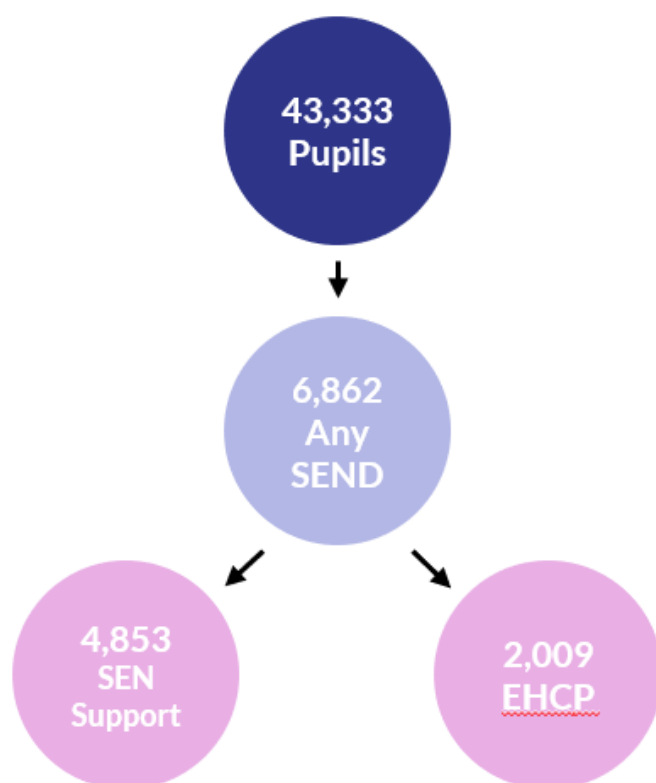 43,333
Pupils
6,862
Any
SEND
4,853
SEN
Support
2,009
EHCP